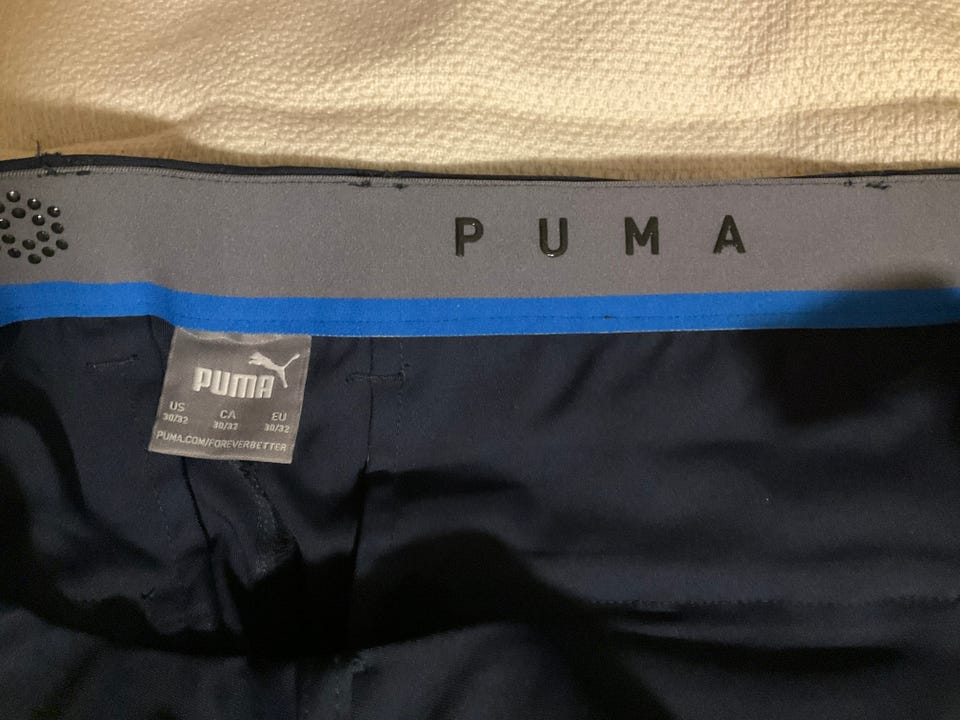 PUMA
PUMA
US CA EU
30/32 30/32 30/32
PUMA.COM/FOREVERBETTER